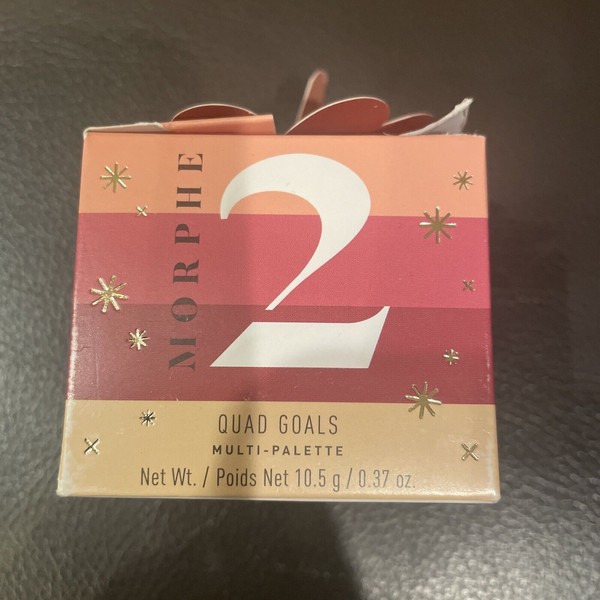 MORPHE
2
QUAD GOALS
MULTI-PALETTE
Net Wt. / Poids Net 10.5 g / 0.37 oz.